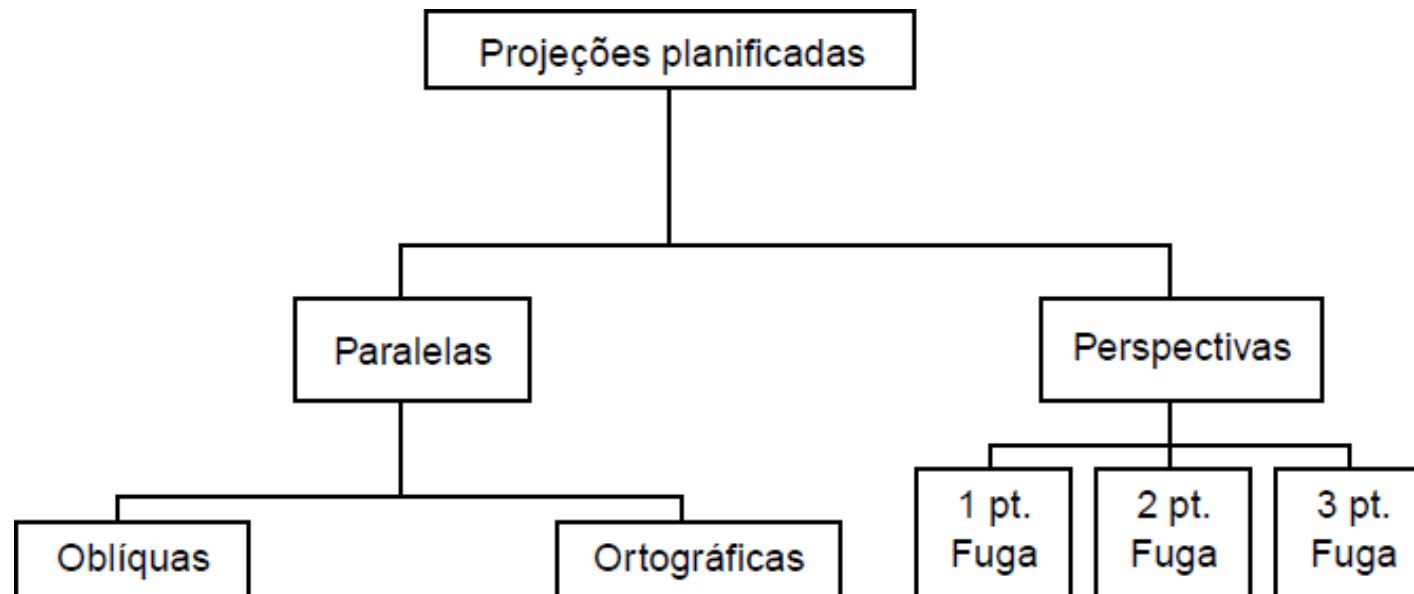 Projeções planificadas
Paralelas
Perspectivas
Oblíquas
Ortográficas
1 pt.
Fuga
2 pt.
Fuga
3 pt.
Fuga